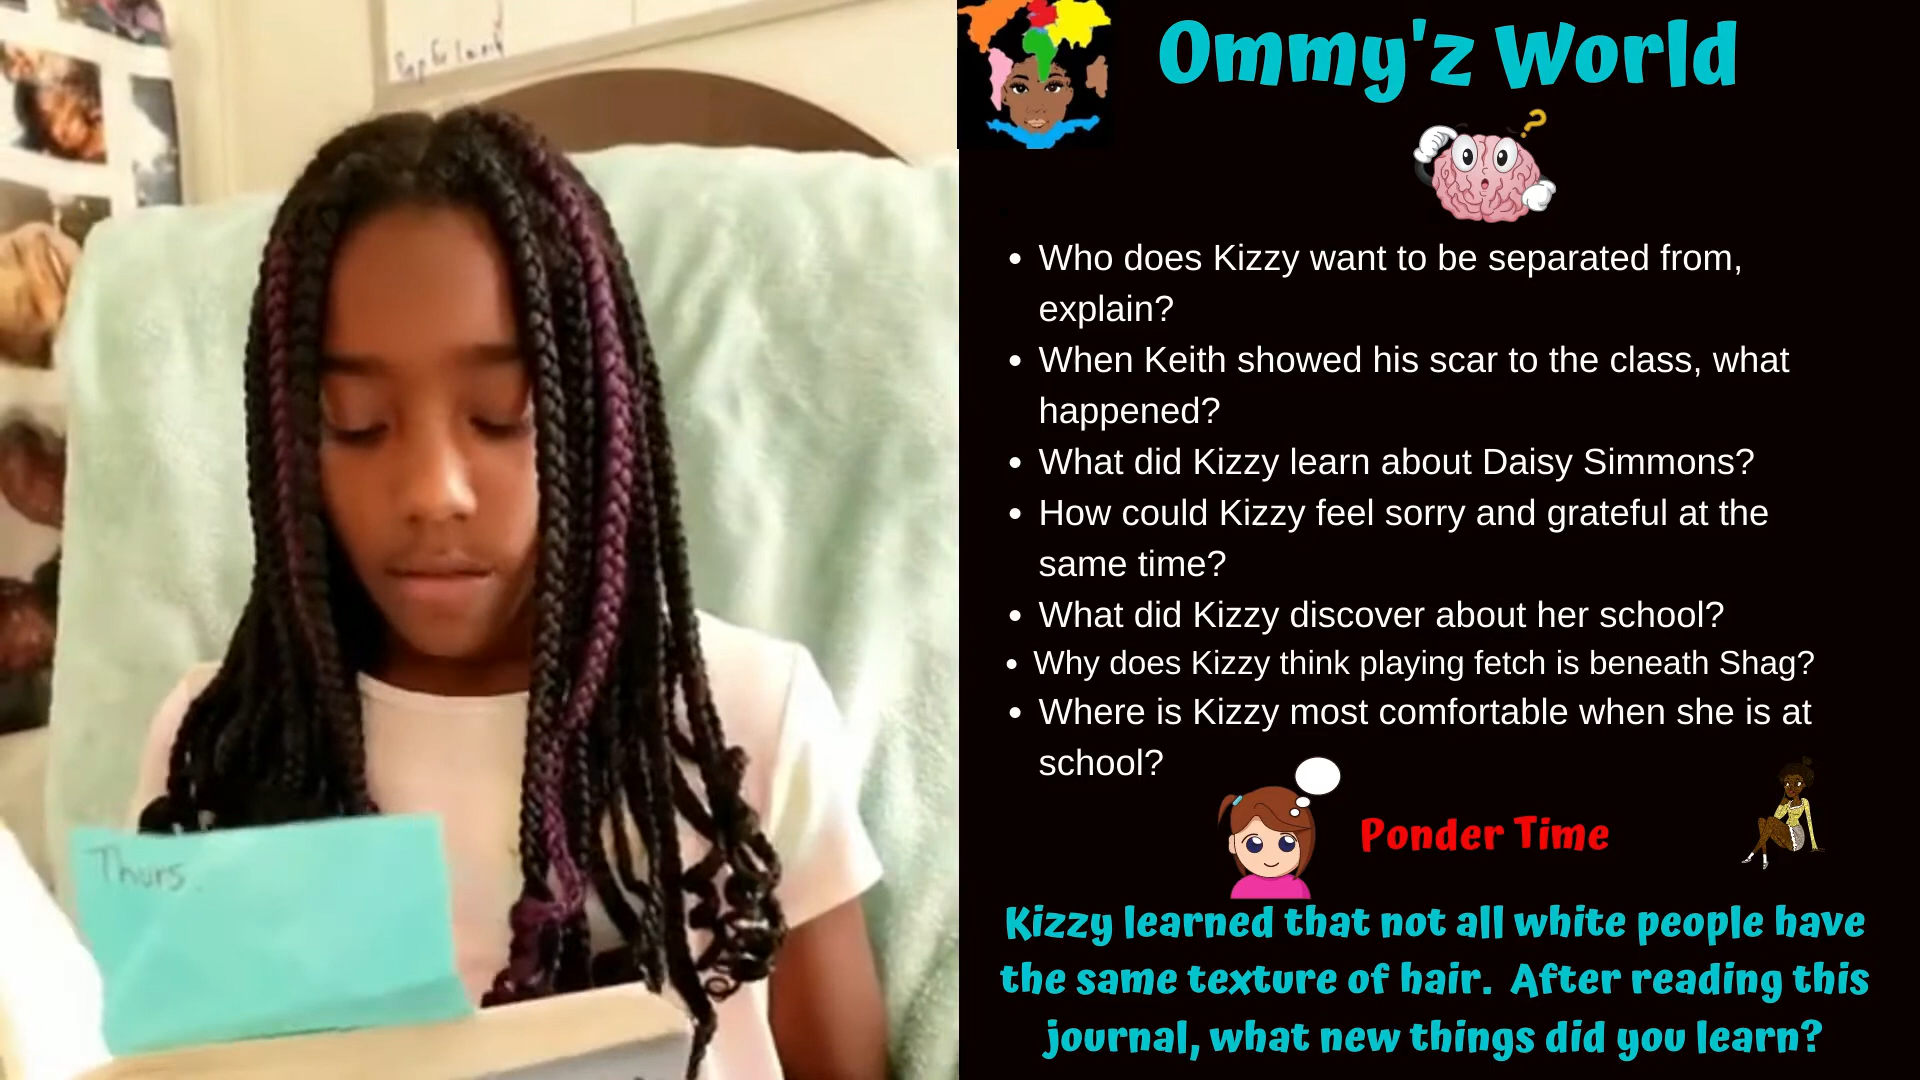 Thurs.
Ommy'z World
?
• Who does Kizzy want to be separated from,
explain?
• When Keith showed his scar to the class, what
happened?
• What did Kizzy learn about Daisy Simmons?
• How could Kizzy feel sorry and grateful at the
same time?
• What did Kizzy discover about her school?
• Why does Kizzy think playing fetch is beneath Shag?
• Where is Kizzy most comfortable when she is at
school?
Ponder Time
Kizzy learned that not all white people have
the same texture of hair. After reading this
journal, what new things did you learn?